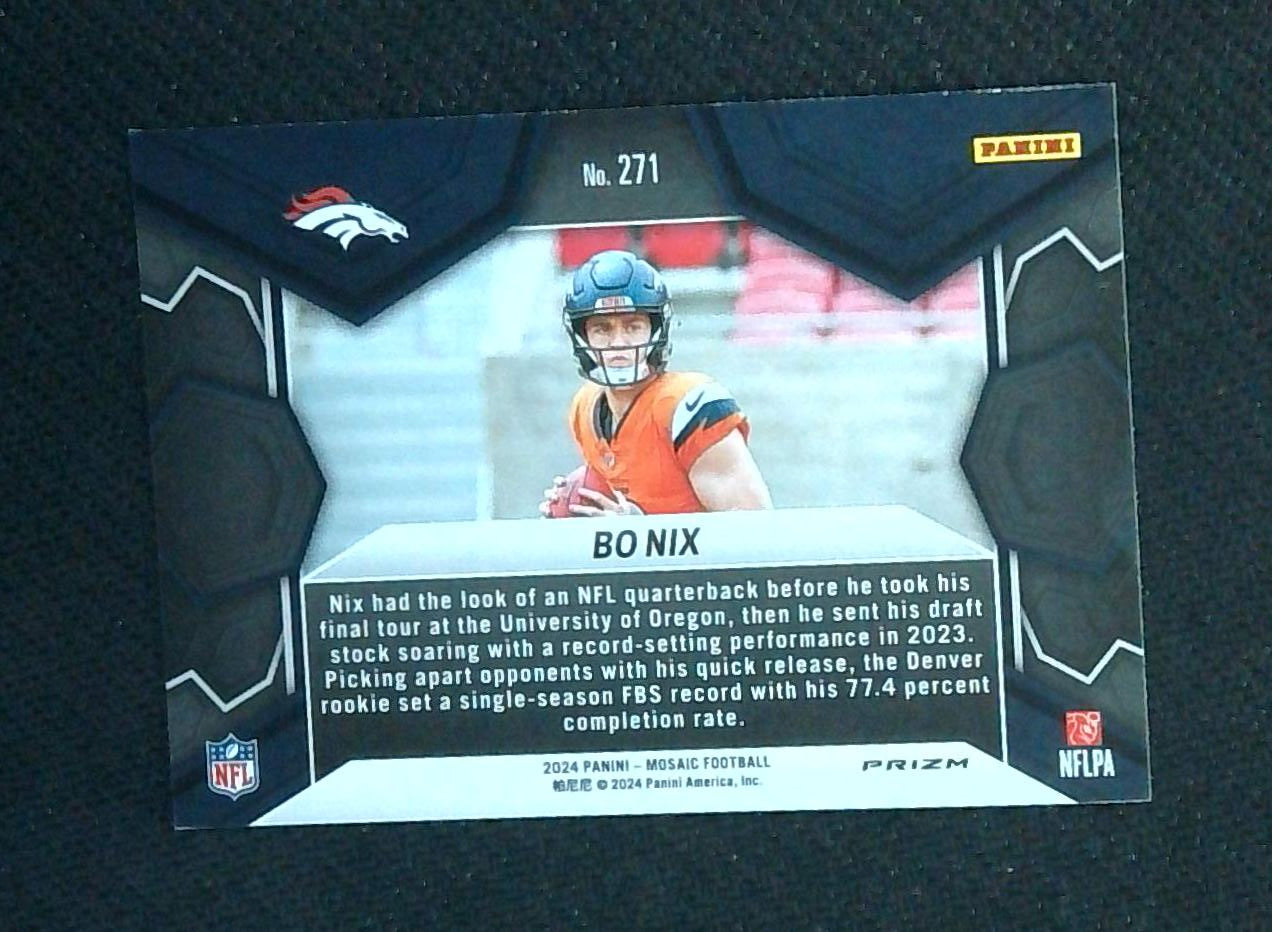 PANINI
No. 271
BO NIX
Nix had the look of an NFL quarterback before he took his
final tour at the University of Oregon, then he sent his draft
stock soaring with a record-setting performance in 2023.
Picking apart opponents with his quick release, the Denver
rookie set a single-season FBS record with his 77.4 percent
completion rate.
NFL
2024 PANINI – MOSAIC FOOTBALL
帕尼尼 © 2024 Panini America, Inc.
PRIZM
NFLPA